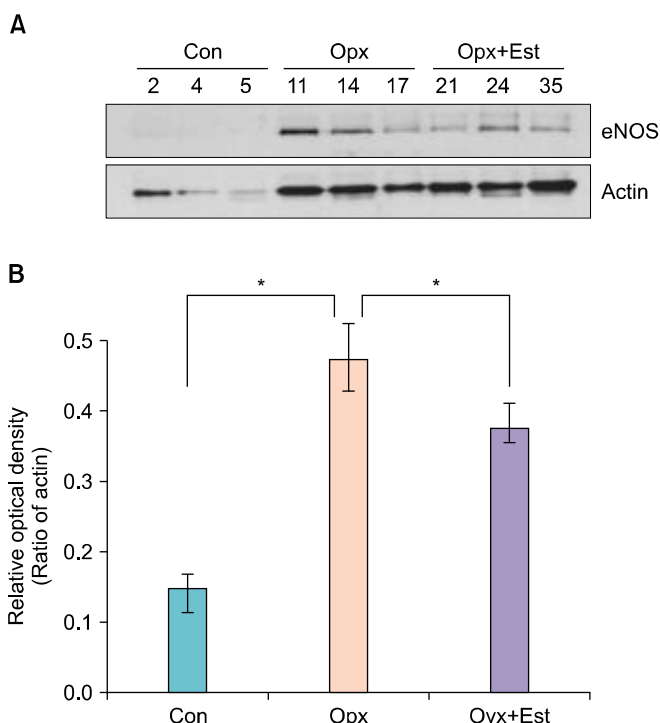 A
Con Opx Opx+Est
2 4 5 11 14 17 21 24 35
eNOS
Actin
B
* *
Relative optical density
(Ratio of actin)
0.5
0.4
0.3
0.2
0.1
0.0
Con Opx Ovx+Est